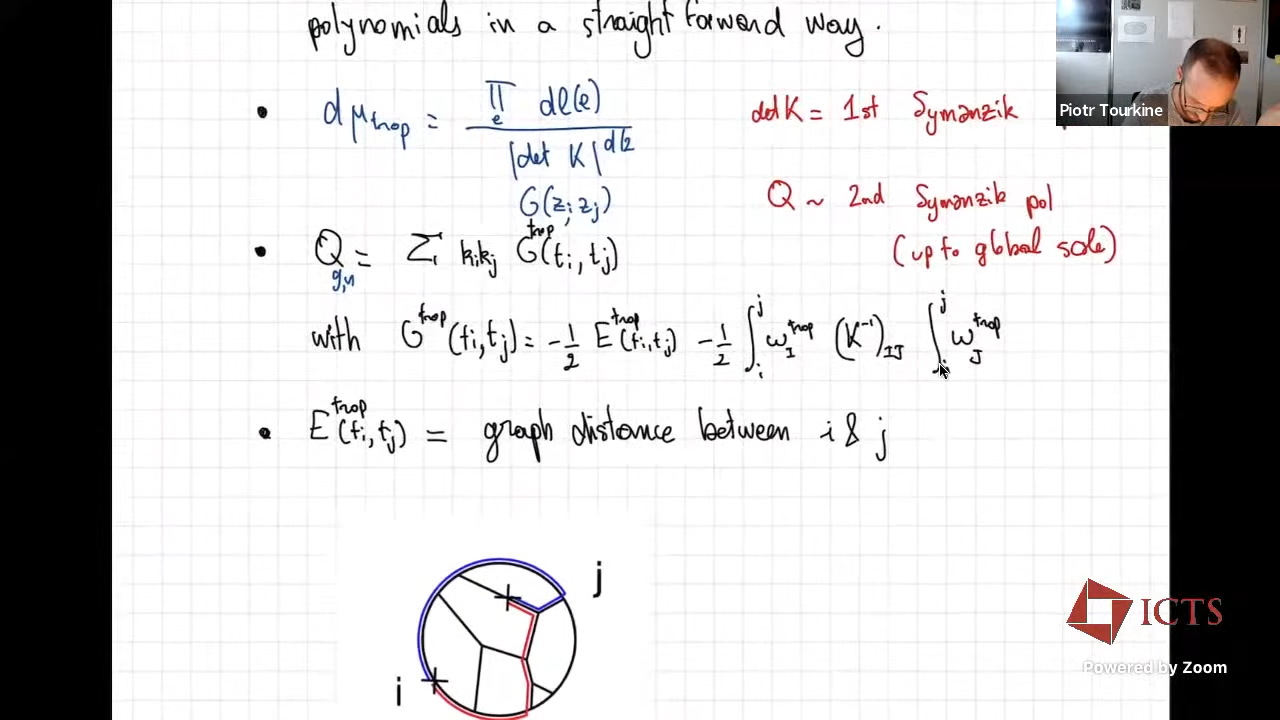 polynomials in a straight forward way.
• dμ_trop = ∏_e dl(e) / |det K|^{d/2}
det K = 1st Symanzik
G(z_i, z_j)
Q ~ 2nd Symanzik pol
(up to global scale)
• Q_{g,n} = Σ k_i k_j G^{trop}(t_i, t_j)
with G^{trop}(t_i, t_j) = -1/2 E^{trop}(t_i, t_j) -1/2 ∫_i^j ω_I^{trop} (K^{-1})_{IJ} ∫_i^j ω_J^{trop}
• E^{trop}(t_i, t_j) = graph distance between i & j
j
i
Piotr Tourkine
ICTS
Powered by Zoom